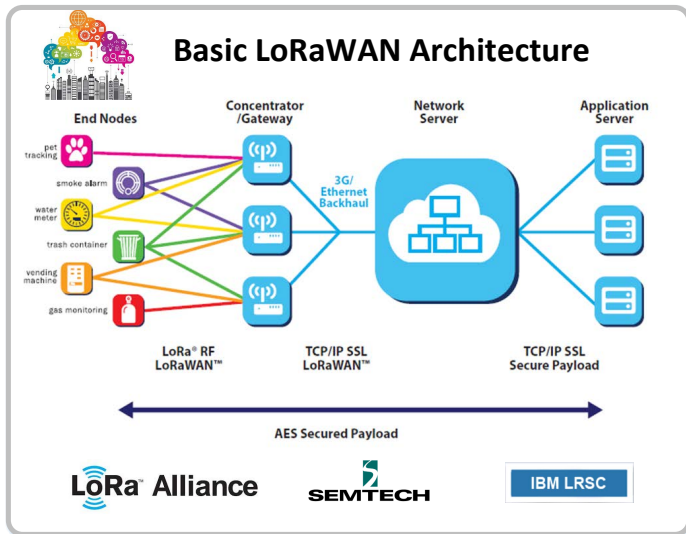 Basic LoRaWAN Architecture
End Nodes
Concentrator
/Gateway
Network
Server
Application
Server
pet
tracking
smoke alarm
water
meter
trash container
vending
machine
gas monitoring
3G/
Ethernet
Backhaul
LoRa® RF
LoRaWAN™
TCP/IP SSL
LoRaWAN™
TCP/IP SSL
Secure Payload
AES Secured Payload
LoRa™ Alliance
SEMTECH
IBM LRSC